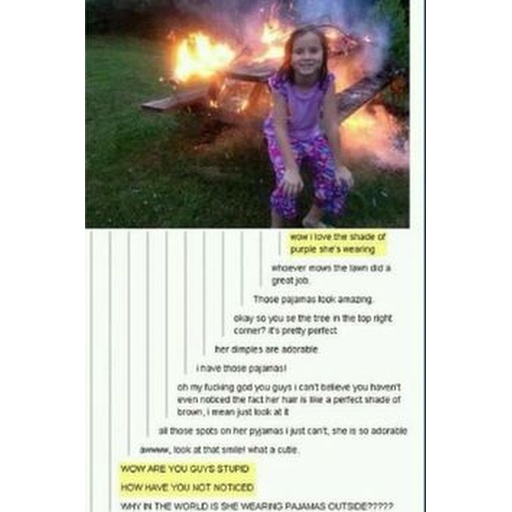 wow i love the shade of
purple she's wearing
whoever mows the lawn did a
great job.
Those pajamas look amazing.
okay so you se the tree in the top right
corner? it's pretty perfect
her dimples are adorable
i have those pajamas!
oh my fucking god you guys i can't believe you haven't
even noticed the fact her hair is like a perfect shade of
brown, i mean just look at it
all those spots on her pyjamas i just can't, she is so adorable
awwww, look at that smile! what a cutie.
WOW ARE YOU GUYS STUPID
HOW HAVE YOU NOT NOTICED
WHY IN THE WORLD IS SHE WEARING PAJAMAS OUTSIDE?????